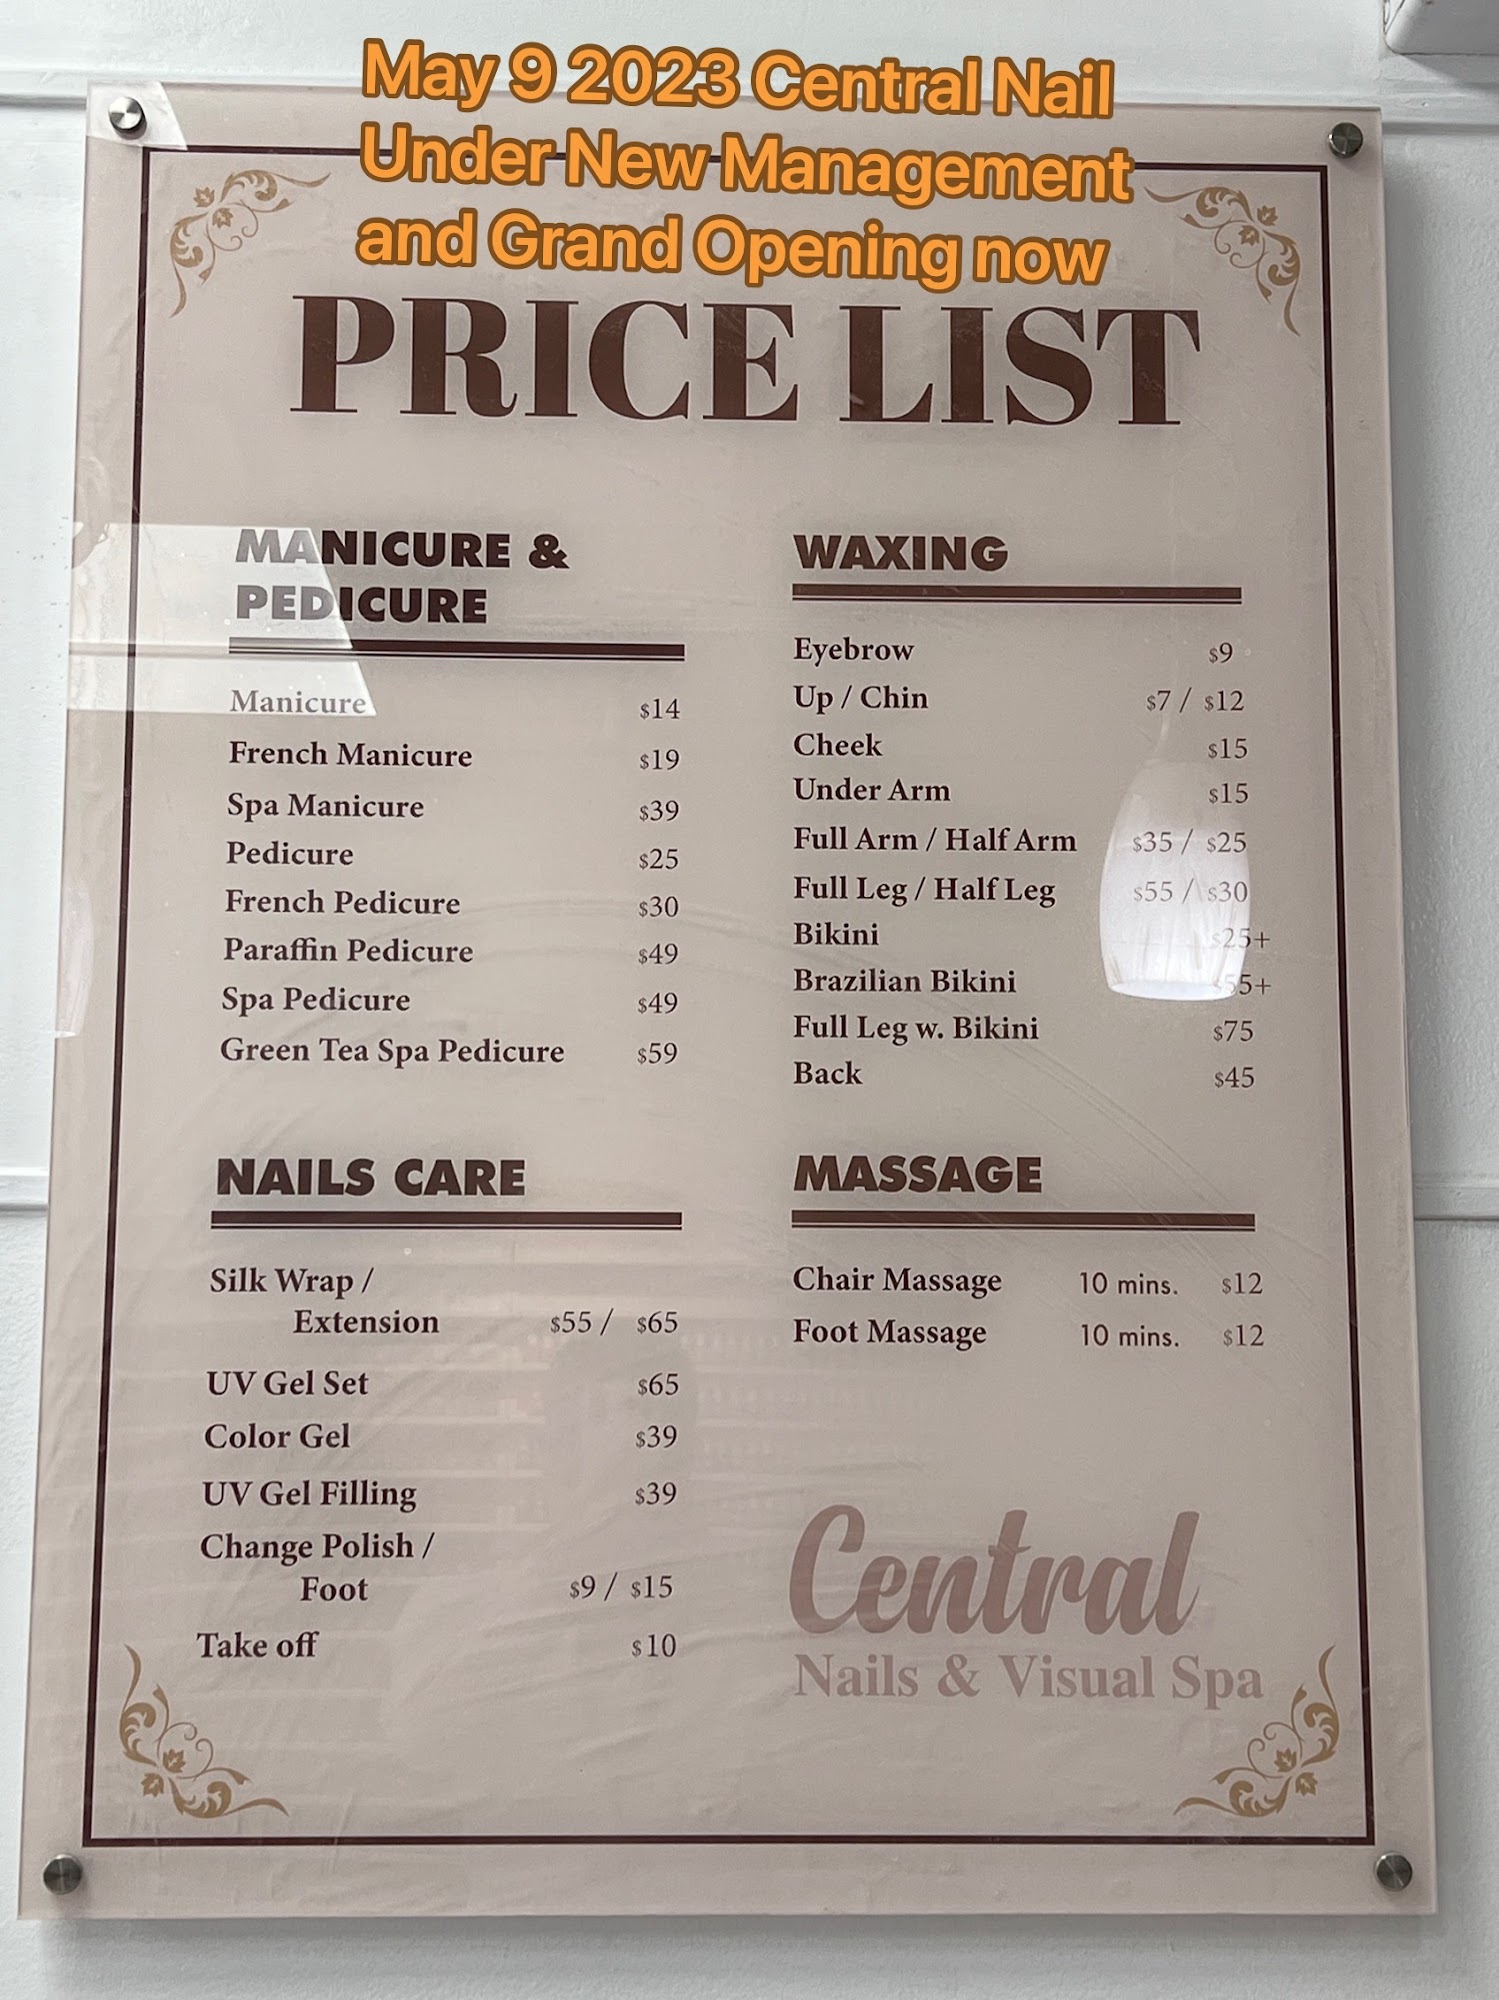 May 9 2023 Central Nail
Under New Management
and Grand Opening now
PRICE LIST
MANICURE &
PEDICURE
Manicure $14
French Manicure $19
Spa Manicure $39
Pedicure $25
French Pedicure $30
Paraffin Pedicure $49
Spa Pedicure $49
Green Tea Spa Pedicure $59
NAILS CARE
Silk Wrap /
Extension $55 / $65
UV Gel Set $65
Color Gel $39
UV Gel Filling $39
Change Polish /
Foot $9 / $15
Take off $10
WAXING
Eyebrow $9
Up / Chin $7 / $12
Cheek $15
Under Arm $15
Full Arm / Half Arm $35 / $25
Full Leg / Half Leg $55 / $30
Bikini $25+
Brazilian Bikini $55+
Full Leg w. Bikini $75
Back $45
MASSAGE
Chair Massage 10 mins. $12
Foot Massage 10 mins. $12
Central
Nails & Visual Spa